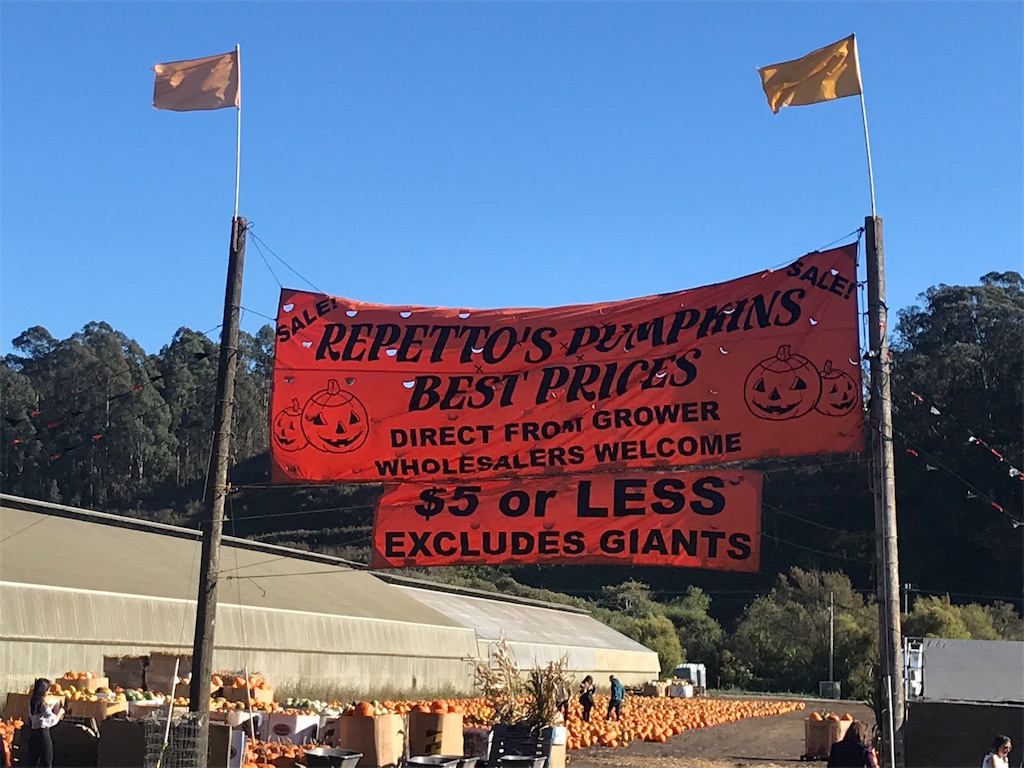 SALE!
SALE!
REPETTO'S PUMPKINS
BEST PRICES
DIRECT FROM GROWER
WHOLESALERS WELCOME
$5 or LESS
EXCLUDES GIANTS